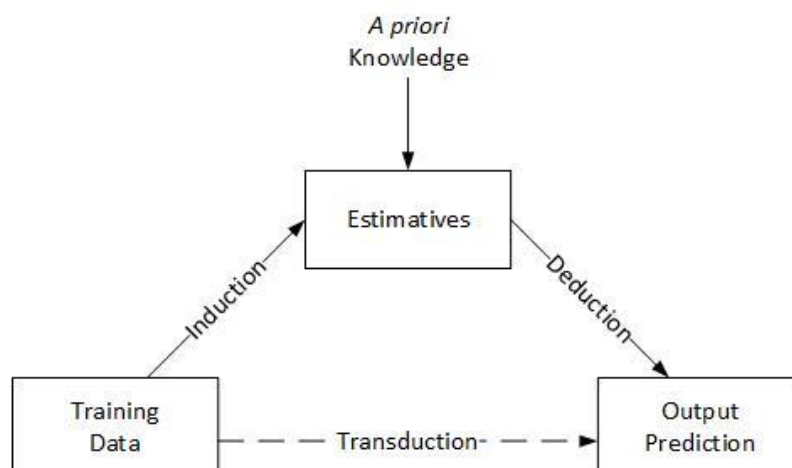 A priori
Knowledge
Estimatives
Induction
Deduction
Training
Data
Transduction
Output
Prediction